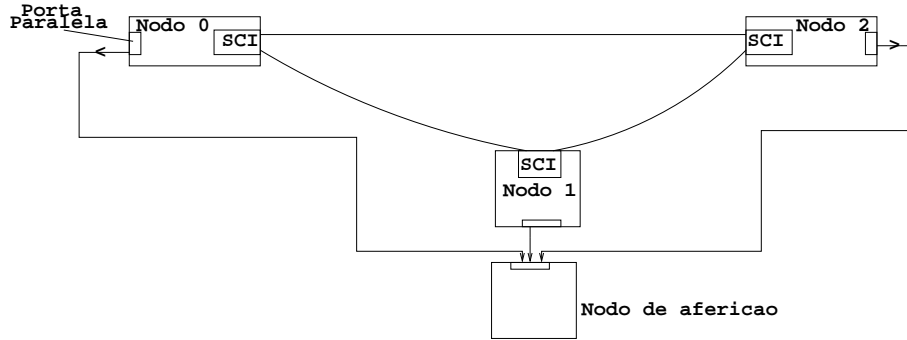 Porta
Paralela
Nodo 0
SCI
SCI
Nodo 2
SCI
Nodo 1
Nodo de afericao